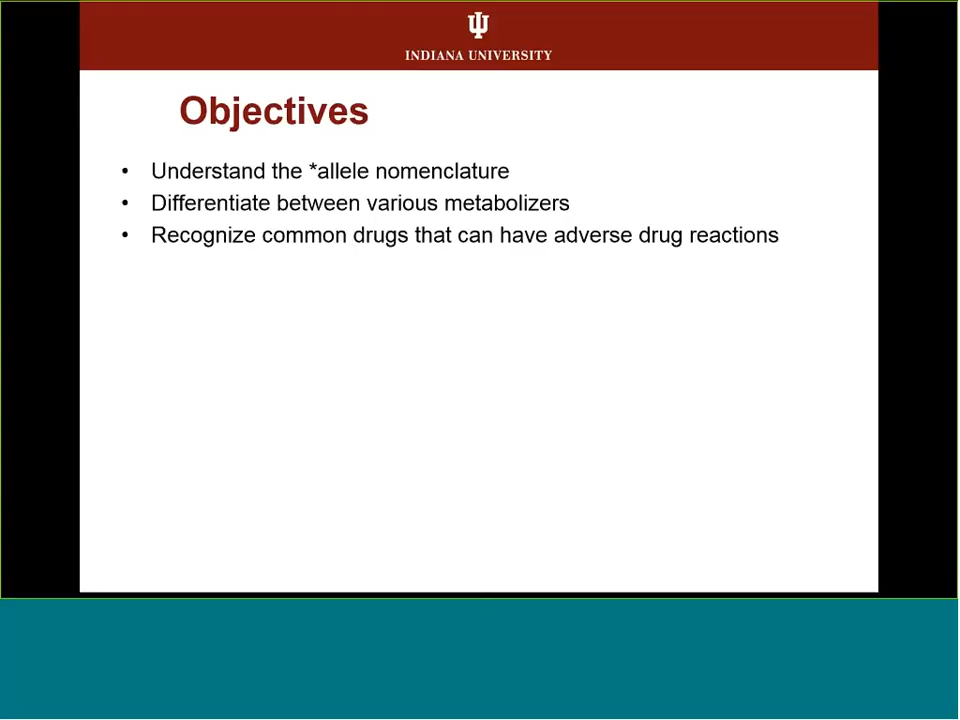 INDIANA UNIVERSITY
Objectives
• Understand the *allele nomenclature
• Differentiate between various metabolizers
• Recognize common drugs that can have adverse drug reactions